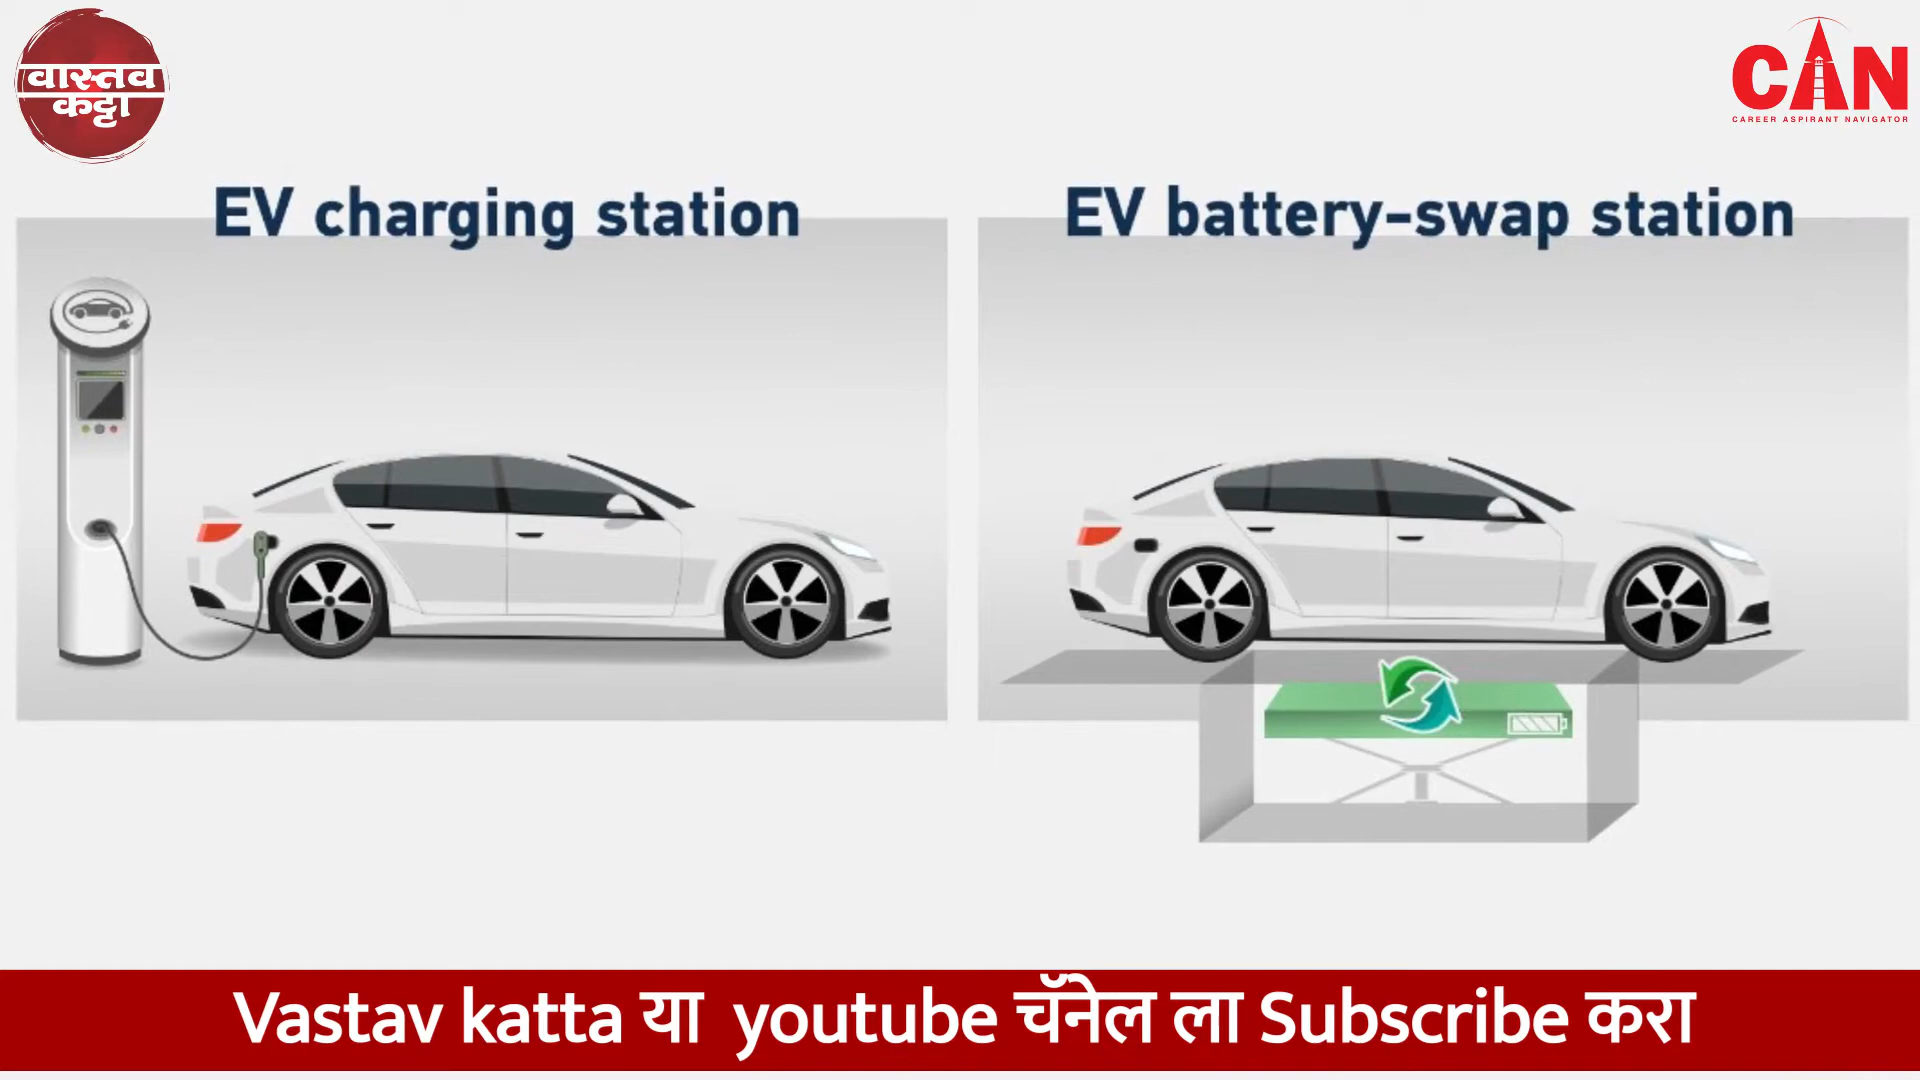 वास्तव
कट्टा
CAN
CAREER ASPIRANT NAVIGATOR
EV charging station
EV battery-swap station
Vastav katta या youtube चॅनेल ला Subscribe करा